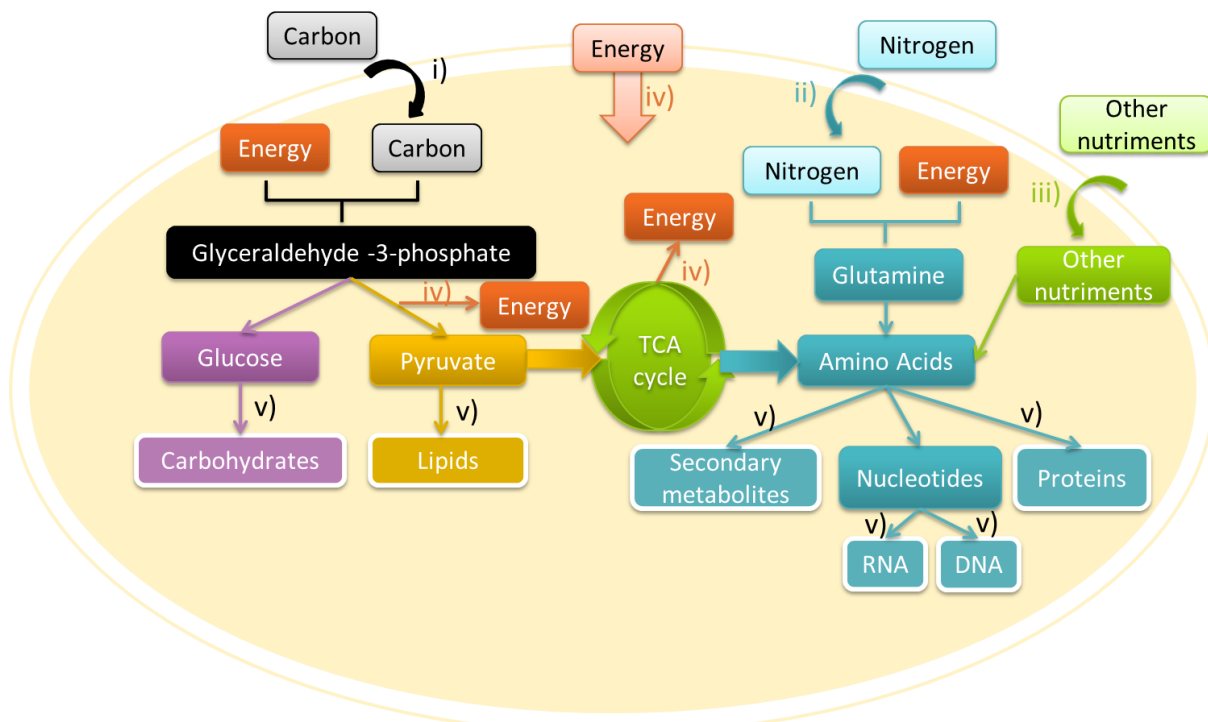 Carbon
i)
Energy
iv)
Nitrogen
ii)
Other
nutriments
iii)
Energy
Carbon
Nitrogen
Energy
Energy
iv)
Glyceraldehyde -3-phosphate
Glutamine
Other
nutriments
iv)
Energy
Glucose
Pyruvate
TCA
cycle
Amino Acids
v)
v)
v)
v)
Carbohydrates
Lipids
Secondary
metabolites
Nucleotides
Proteins
v)
v)
RNA
DNA